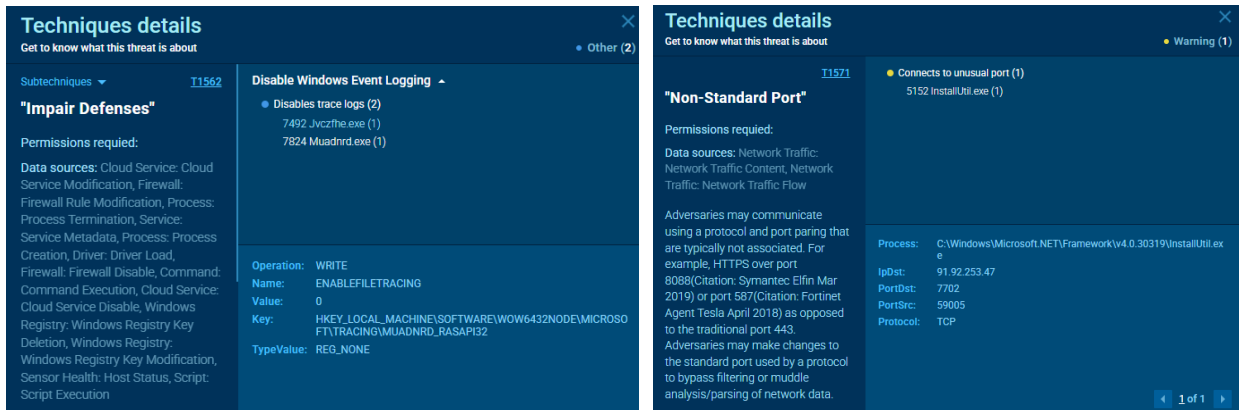 Techniques details
Get to know what this threat is about
Other (2)
Subtechniques
T1562
"Impair Defenses"
Permissions requied:
Data sources: Cloud Service: Cloud
Service Modification, Firewall:
Firewall Rule Modification, Process:
Process Termination, Service:
Service Metadata, Process: Process
Creation, Driver: Driver Load,
Firewall: Firewall Disable, Command:
Command Execution, Cloud Service:
Cloud Service Disable, Windows
Registry: Windows Registry Key
Deletion, Windows Registry:
Windows Registry Key Modification,
Sensor Health: Host Status, Script:
Script Execution
Disable Windows Event Logging
Disables trace logs (2)
7492 Jvczfhe.exe (1)
7824 Muadnrd.exe (1)
Operation: WRITE
Name: ENABLEFILETRACING
Value: 0
Key: HKEY_LOCAL_MACHINE\SOFTWARE\WOW6432NODE\MICROSO
FT\TRACING\MUADNRD_RASAPI32
TypeValue: REG_NONE
Techniques details
Get to know what this threat is about
Warning (1)
T1571
"Non-Standard Port"
Permissions requied:
Data sources: Network Traffic:
Network Traffic Content, Network
Traffic: Network Traffic Flow
Adversaries may communicate
using a protocol and port paring that
are typically not associated. For
example, HTTPS over port
8088(Citation: Symantec Elfin Mar
2019) or port 587(Citation: Fortinet
Agent Tesla April 2018) as opposed
to the traditional port 443.
Adversaries may make changes to
the standard port used by a protocol
to bypass filtering or muddle
analysis/parsing of network data.
Connects to unusual port (1)
5152 InstallUtil.exe (1)
Process: C:\Windows\Microsoft.NET\Framework\v4.0.30319\InstallUtil.ex
e
IpDst: 91.92.253.47
PortDst: 7702
PortSrc: 59005
Protocol: TCP
1 of 1